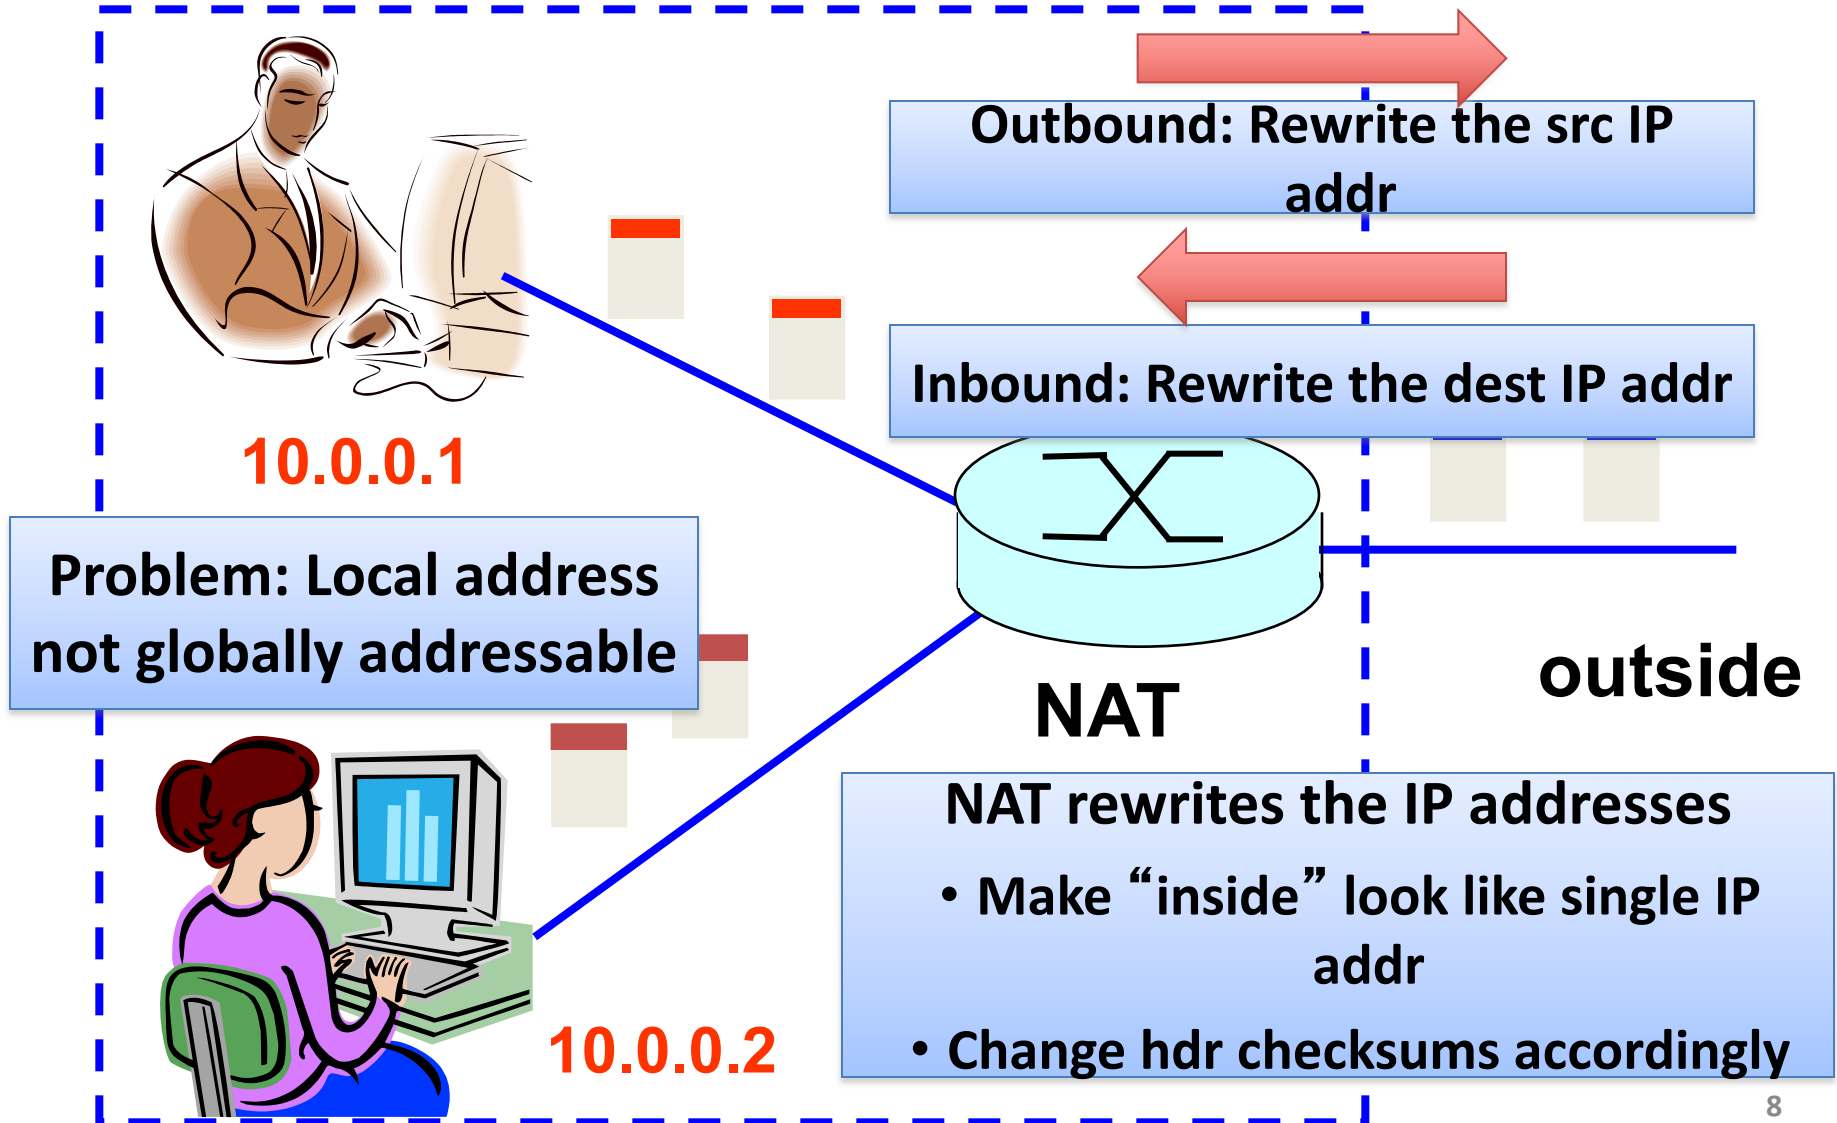 Outbound: Rewrite the src IP
addr
Inbound: Rewrite the dest IP addr
10.0.0.1
Problem: Local address
not globally addressable
outside
NAT
NAT rewrites the IP addresses
• Make “inside” look like single IP
addr
• Change hdr checksums accordingly
10.0.0.2
8